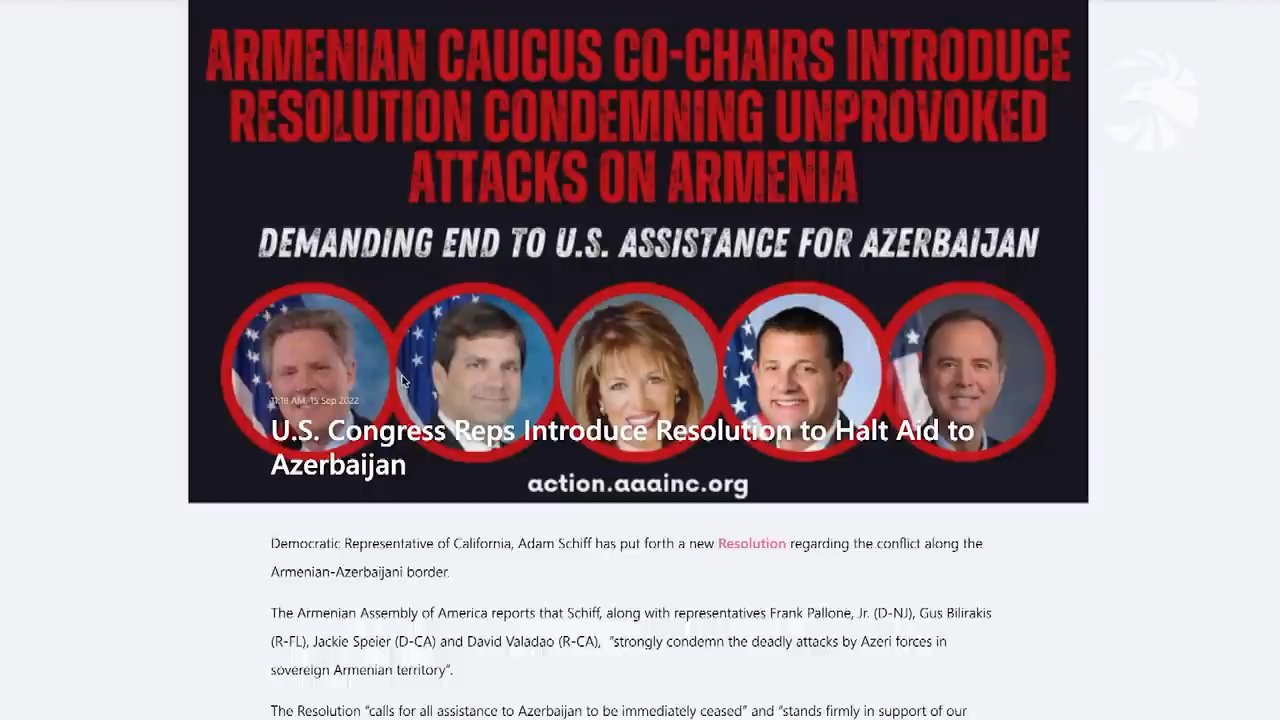 ARMENIAN CAUCUS CO-CHAIRS INTRODUCE
RESOLUTION CONDEMNING UNPROVOKED
ATTACKS ON ARMENIA
DEMANDING END TO U.S. ASSISTANCE FOR AZERBAIJAN
11:18 AM, 15 Sep 2022
U.S. Congress Reps Introduce Resolution to Halt Aid to
Azerbaijan
action.aaainc.org
Democratic Representative of California, Adam Schiff has put forth a new Resolution regarding the conflict along the
Armenian-Azerbaijani border.
The Armenian Assembly of America reports that Schiff, along with representatives Frank Pallone, Jr. (D-NJ), Gus Bilirakis
(R-FL), Jackie Speier (D-CA) and David Valadao (R-CA),  "strongly condemn the deadly attacks by Azeri forces in
sovereign Armenian territory".
The Resolution "calls for all assistance to Azerbaijan to be immediately ceased" and "stands firmly in support of our